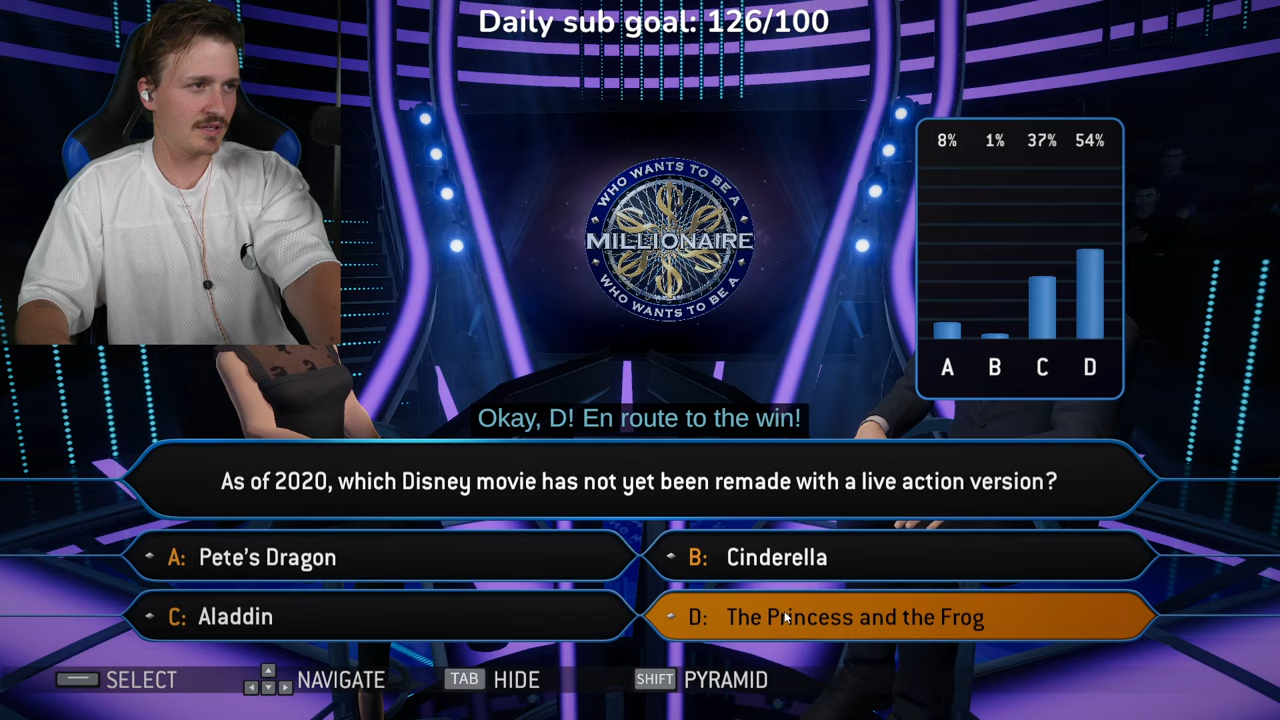 Daily sub goal: 126/100
8% 1% 37% 54%
WHO WANTS TO BE A
MILLIONAIRE
WHO WANTS TO BE A
A B C D
Okay, D! En route to the win!
As of 2020, which Disney movie has not yet been remade with a live action version?
A: Pete's Dragon
B: Cinderella
C: Aladdin
D: The Princess and the Frog
SELECT NAVIGATE TAB HIDE SHIFT PYRAMID